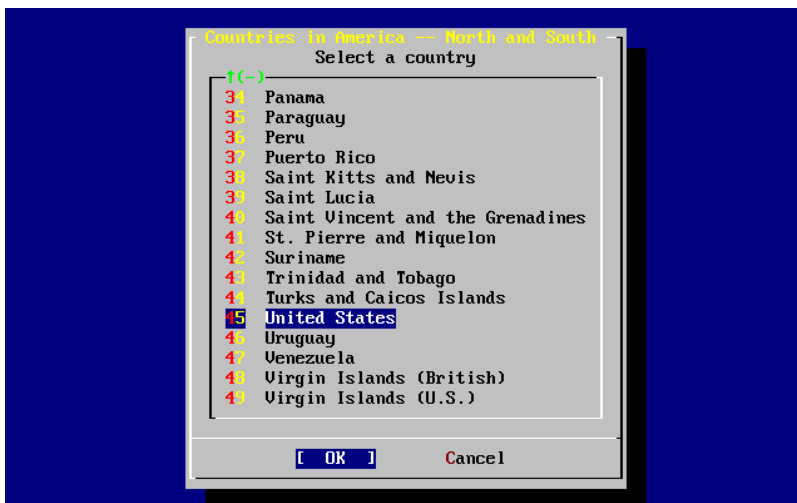 Countries in America -- North and South
Select a country
↑(-)
34 Panama
35 Paraguay
36 Peru
37 Puerto Rico
38 Saint Kitts and Nevis
39 Saint Lucia
40 Saint Vincent and the Grenadines
41 St. Pierre and Miquelon
42 Suriname
43 Trinidad and Tobago
44 Turks and Caicos Islands
45 United States
46 Uruguay
47 Venezuela
48 Virgin Islands (British)
49 Virgin Islands (U.S.)
[ OK ] Cancel